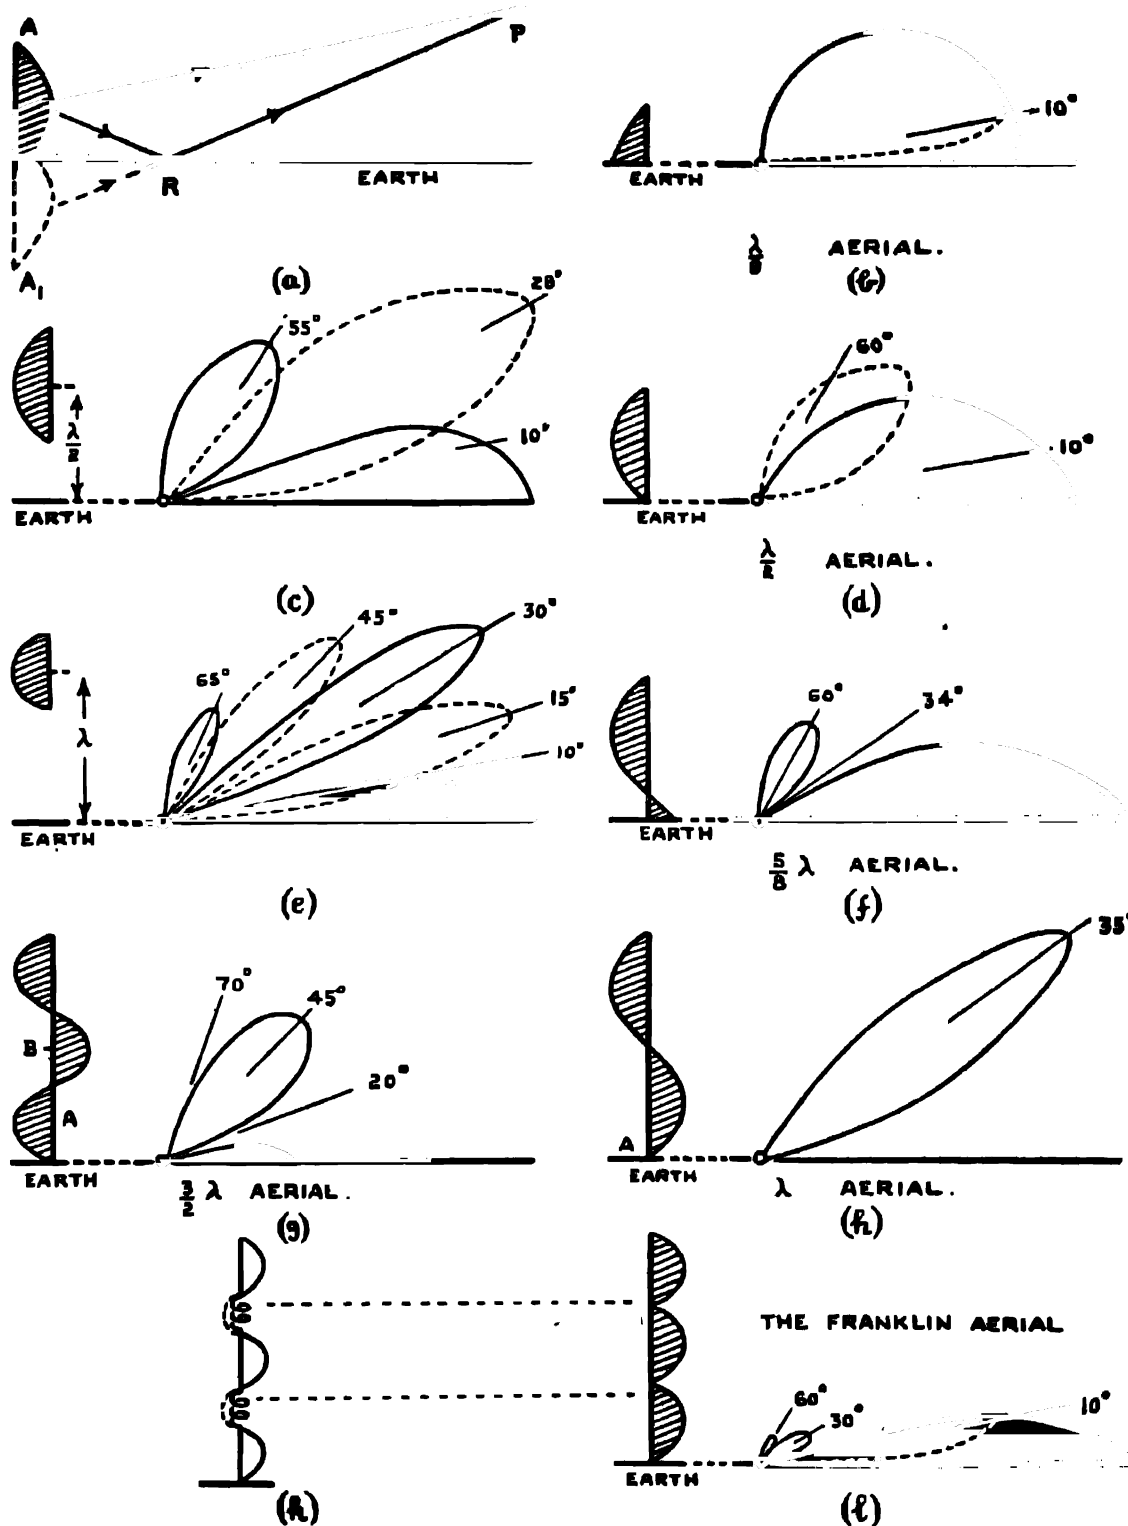 A
P
r
R
EARTH
A₁
(a)
10°
EARTH
λ/8 AERIAL.
(b)
55°
28°
10°
λ/2
EARTH
(c)
60°
10°
EARTH
λ/2 AERIAL.
(d)
65°
45°
30°
15°
10°
λ
EARTH
(e)
60°
34°
EARTH
5/8 λ AERIAL.
(f)
B
A
70°
45°
20°
EARTH
3/2 λ AERIAL.
(g)
35°
A
EARTH
λ AERIAL.
(h)
(k)
THE FRANKLIN AERIAL
60°
30°
10°
EARTH
(l)